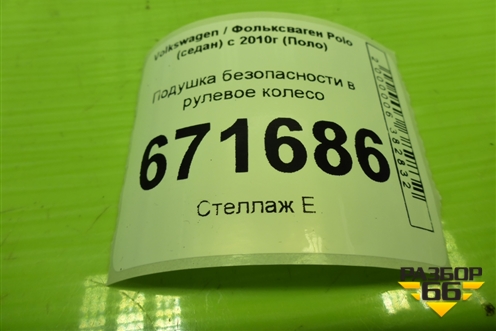 Volkswagen / Фольксваген Polo
(седан) с 2010г (Поло)
Подушка безопасности в
рулевое колесо
671686
Стеллаж Е
РАЗБОР
66